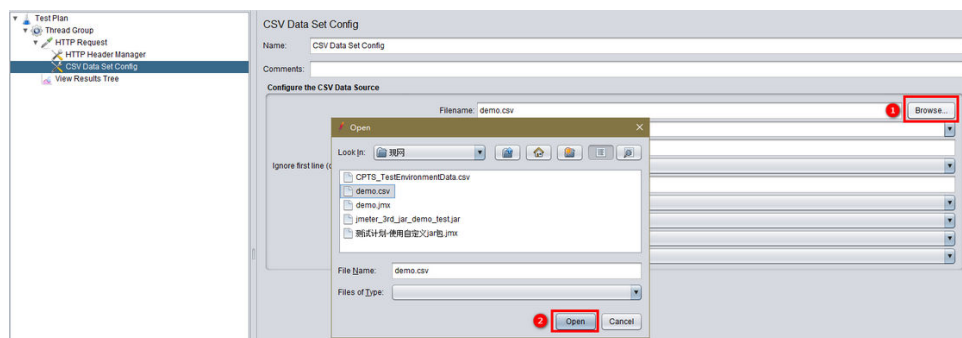 Test Plan
Thread Group
HTTP Request
HTTP Header Manager
CSV Data Set Config
View Results Tree
CSV Data Set Config
Name: CSV Data Set Config
Comments:
Configure the CSV Data Source
Filename: demo.csv
1
Browse...
Ignore first line (
Open
Look In: 现网
CPTS_TestEnvironmentData.csv
demo.csv
demo.jmx
jmeter_3rd_jar_demo_test.jar
测试计划-使用自定义jar包.jmx
File Name: demo.csv
Files of Type:
2
Open
Cancel